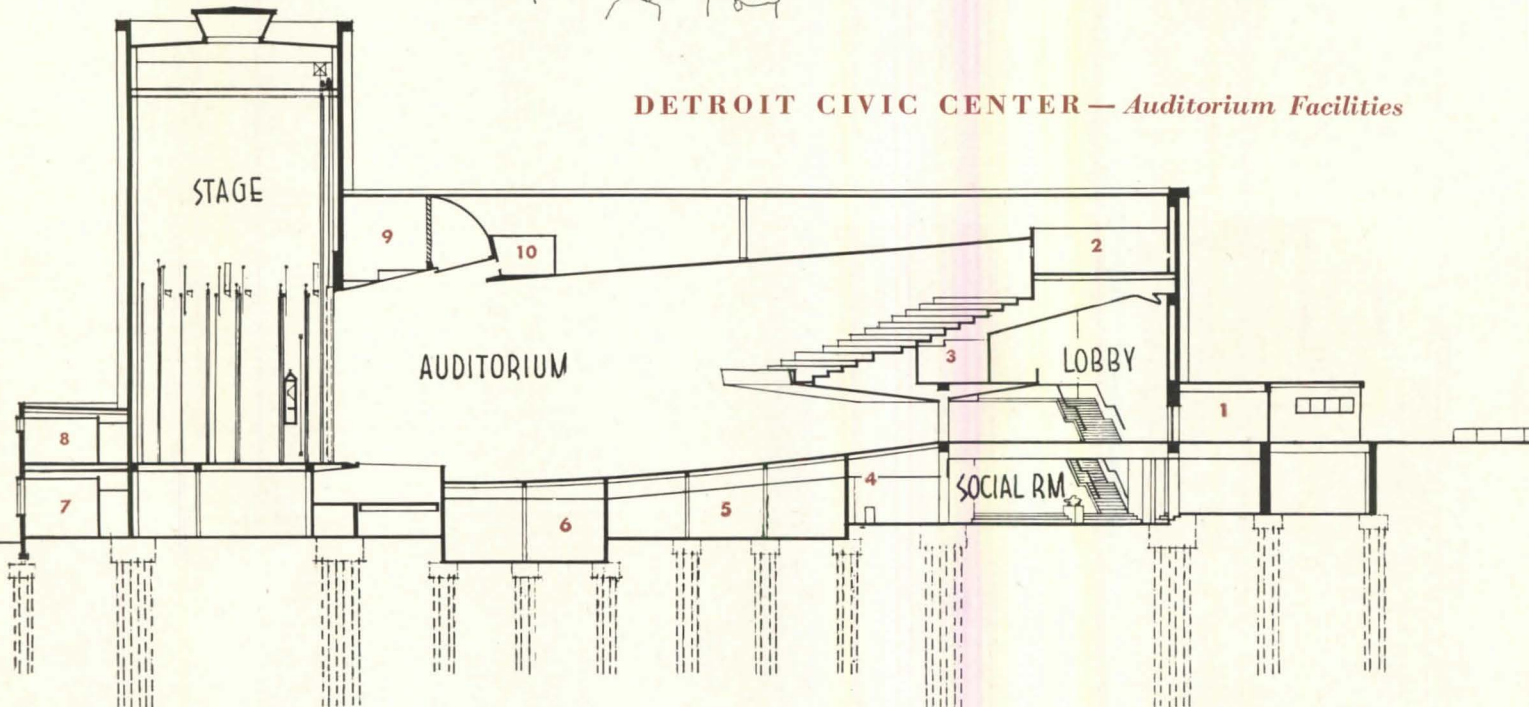 DETROIT CIVIC CENTER — Auditorium Facilities
STAGE
9
10
2
AUDITORIUM
3
LOBBY
1
8
7
6
5
4
SOCIAL RM